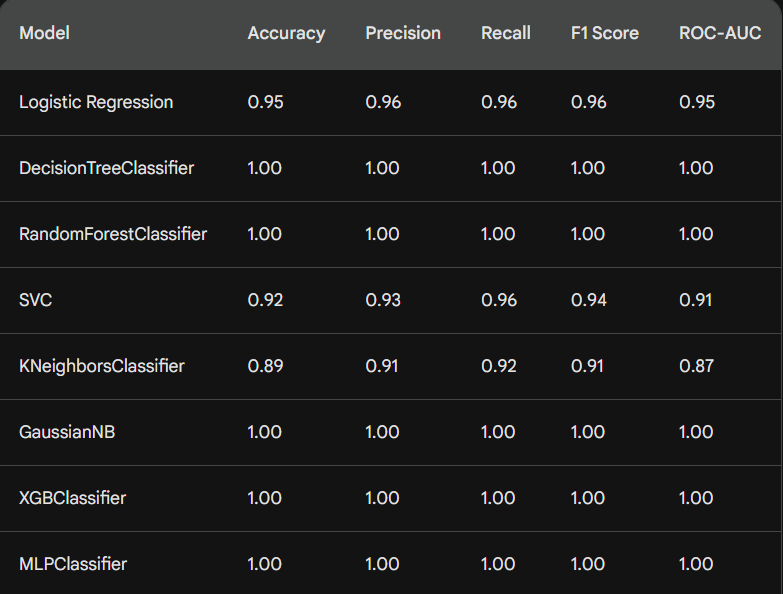 Model Accuracy Precision Recall F1 Score ROC-AUC
Logistic Regression 0.95 0.96 0.96 0.96 0.95
DecisionTreeClassifier 1.00 1.00 1.00 1.00 1.00
RandomForestClassifier 1.00 1.00 1.00 1.00 1.00
SVC 0.92 0.93 0.96 0.94 0.91
KNeighborsClassifier 0.89 0.91 0.92 0.91 0.87
GaussianNB 1.00 1.00 1.00 1.00 1.00
XGBClassifier 1.00 1.00 1.00 1.00 1.00
MLPClassifier 1.00 1.00 1.00 1.00 1.00